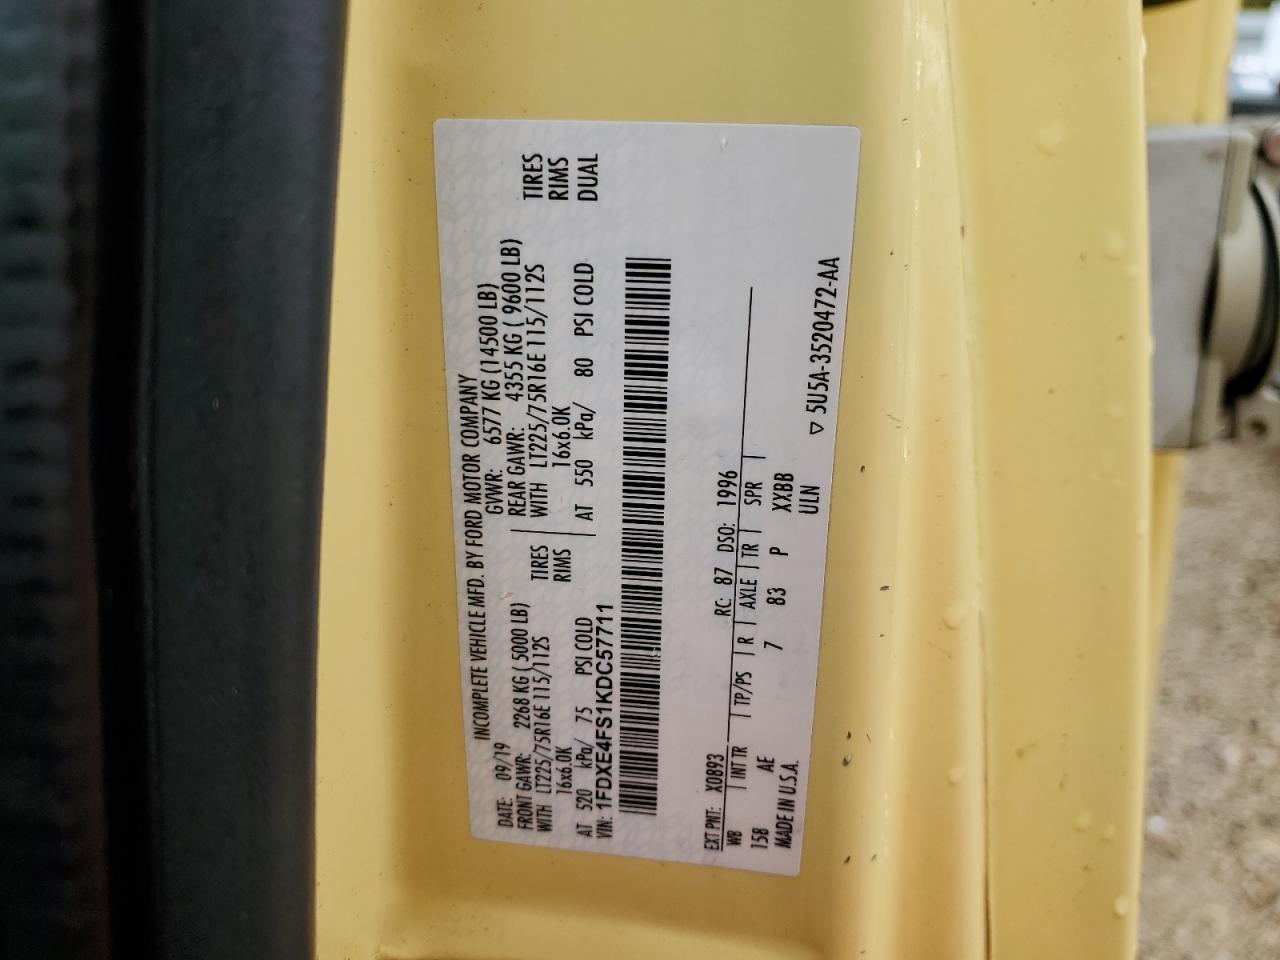 INCOMPLETE VEHICLE MFD. BY FORD MOTOR COMPANY
DATE: 09/19 GVWR: 6577 KG (14500 LB)
FRONT GAWR: 2268 KG ( 5000 LB) REAR GAWR: 4355 KG ( 9600 LB)
WITH LT225/75R16E 115/112S TIRES WITH LT225/75R16E 115/112S TIRES
16x6.0K RIMS 16x6.0K RIMS
AT 520 kPa/ 75 PSI COLD AT 550 kPa/ 80 PSI COLD DUAL
VIN: 1FDXE4FS1KDC57711
EXT PNT: X0893 RC: 87 DSO: 1996
WB INT TR TP/PS R AXLE TR SPR
158 AE 7 83 P XXBB
MADE IN U.S.A. ULN
▽ 5U5A-3520472-AA